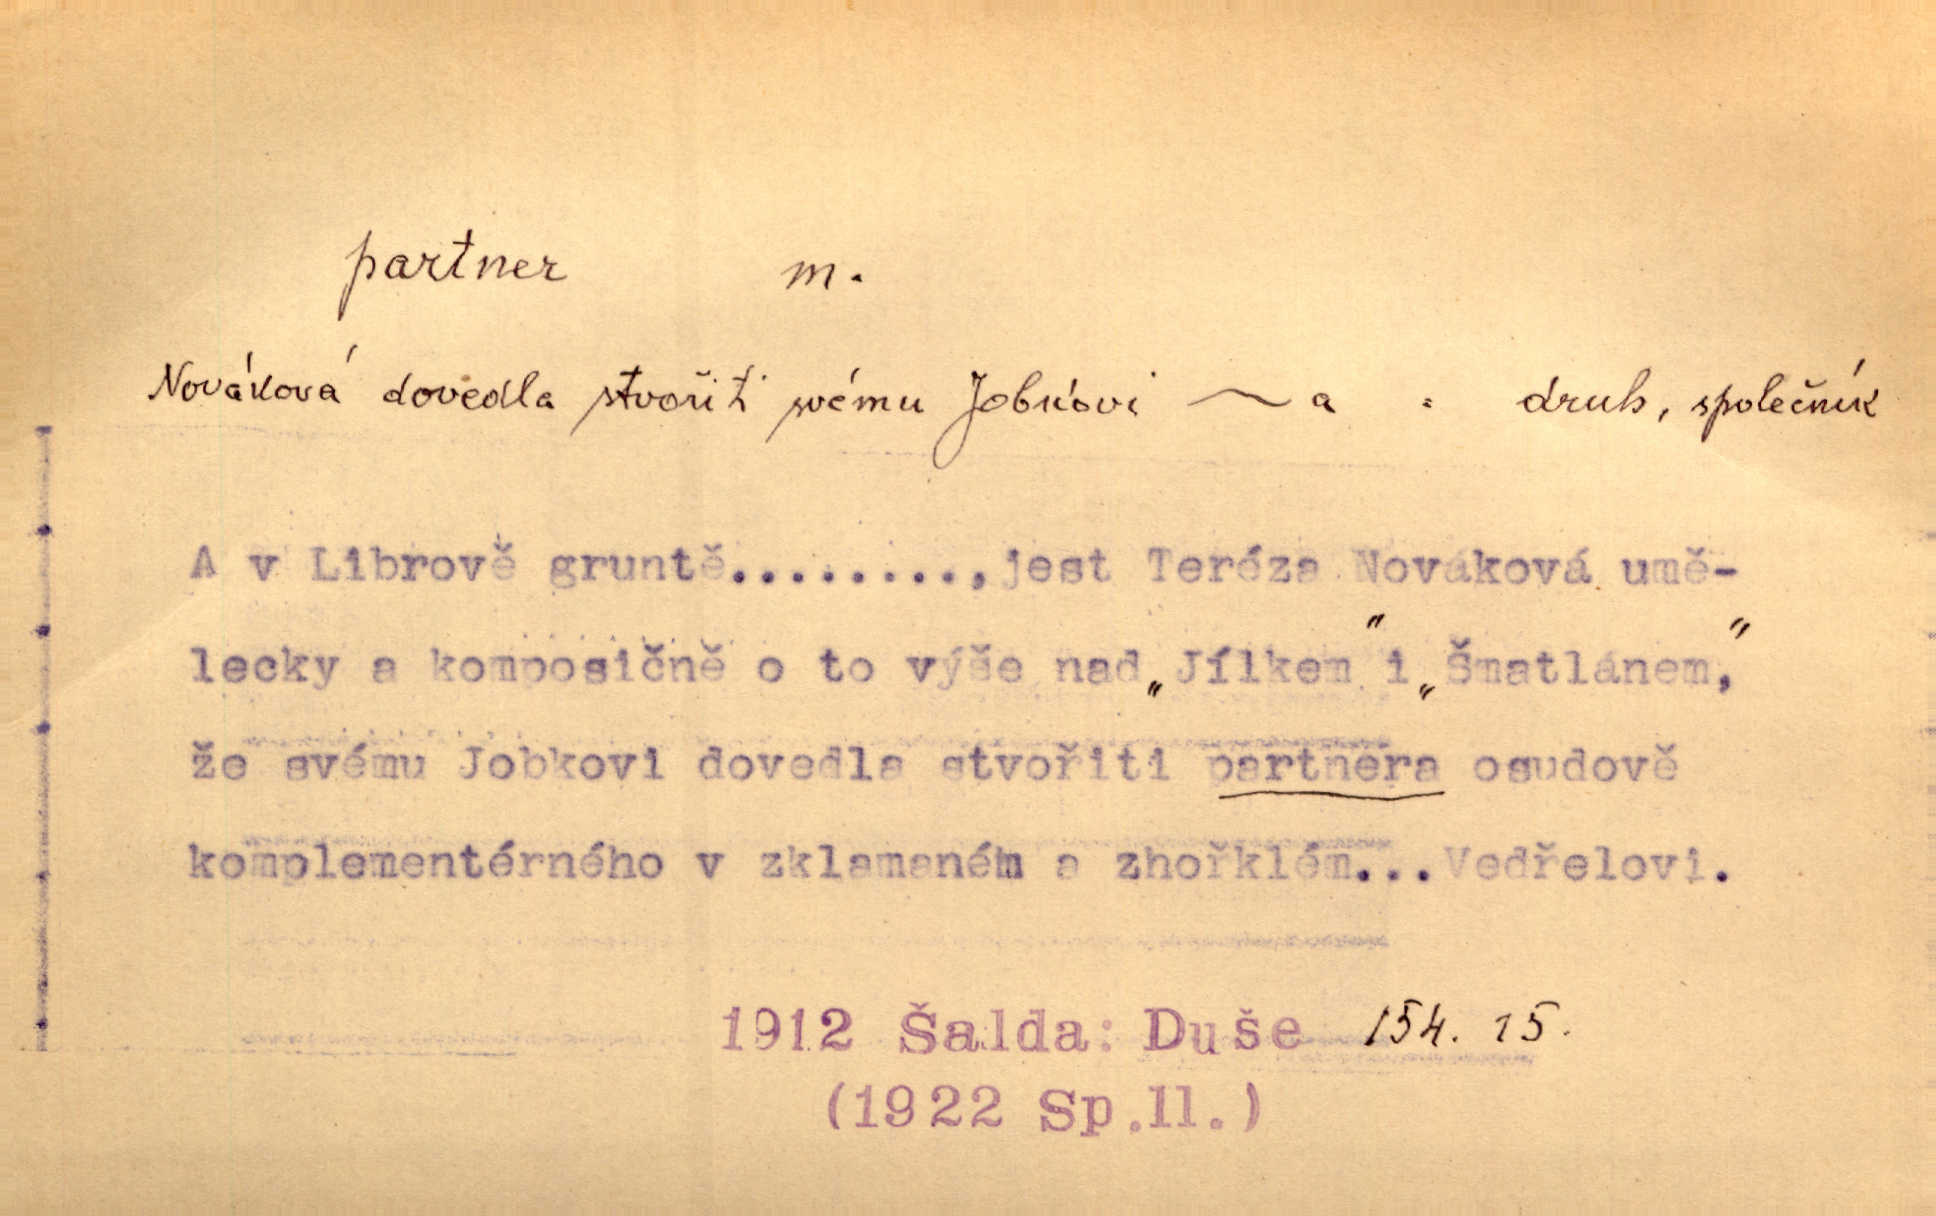 partner m.
Nováková dovedla stvořiti svému Jobkovi ~a = druh, společník
A v Librově gruntě.........,jest Teréza Nováková umě-
lecky a komposičně o to výše nad „Jílkem" i „Šmatlánem,"
že svému Jobkovi dovedla stvořiti partnera osudově
komplementérného v zklamaném a zhořklém...Vedřelovi.
1912 Šalda: Duše 154. 15.
(1922 Sp.11.)